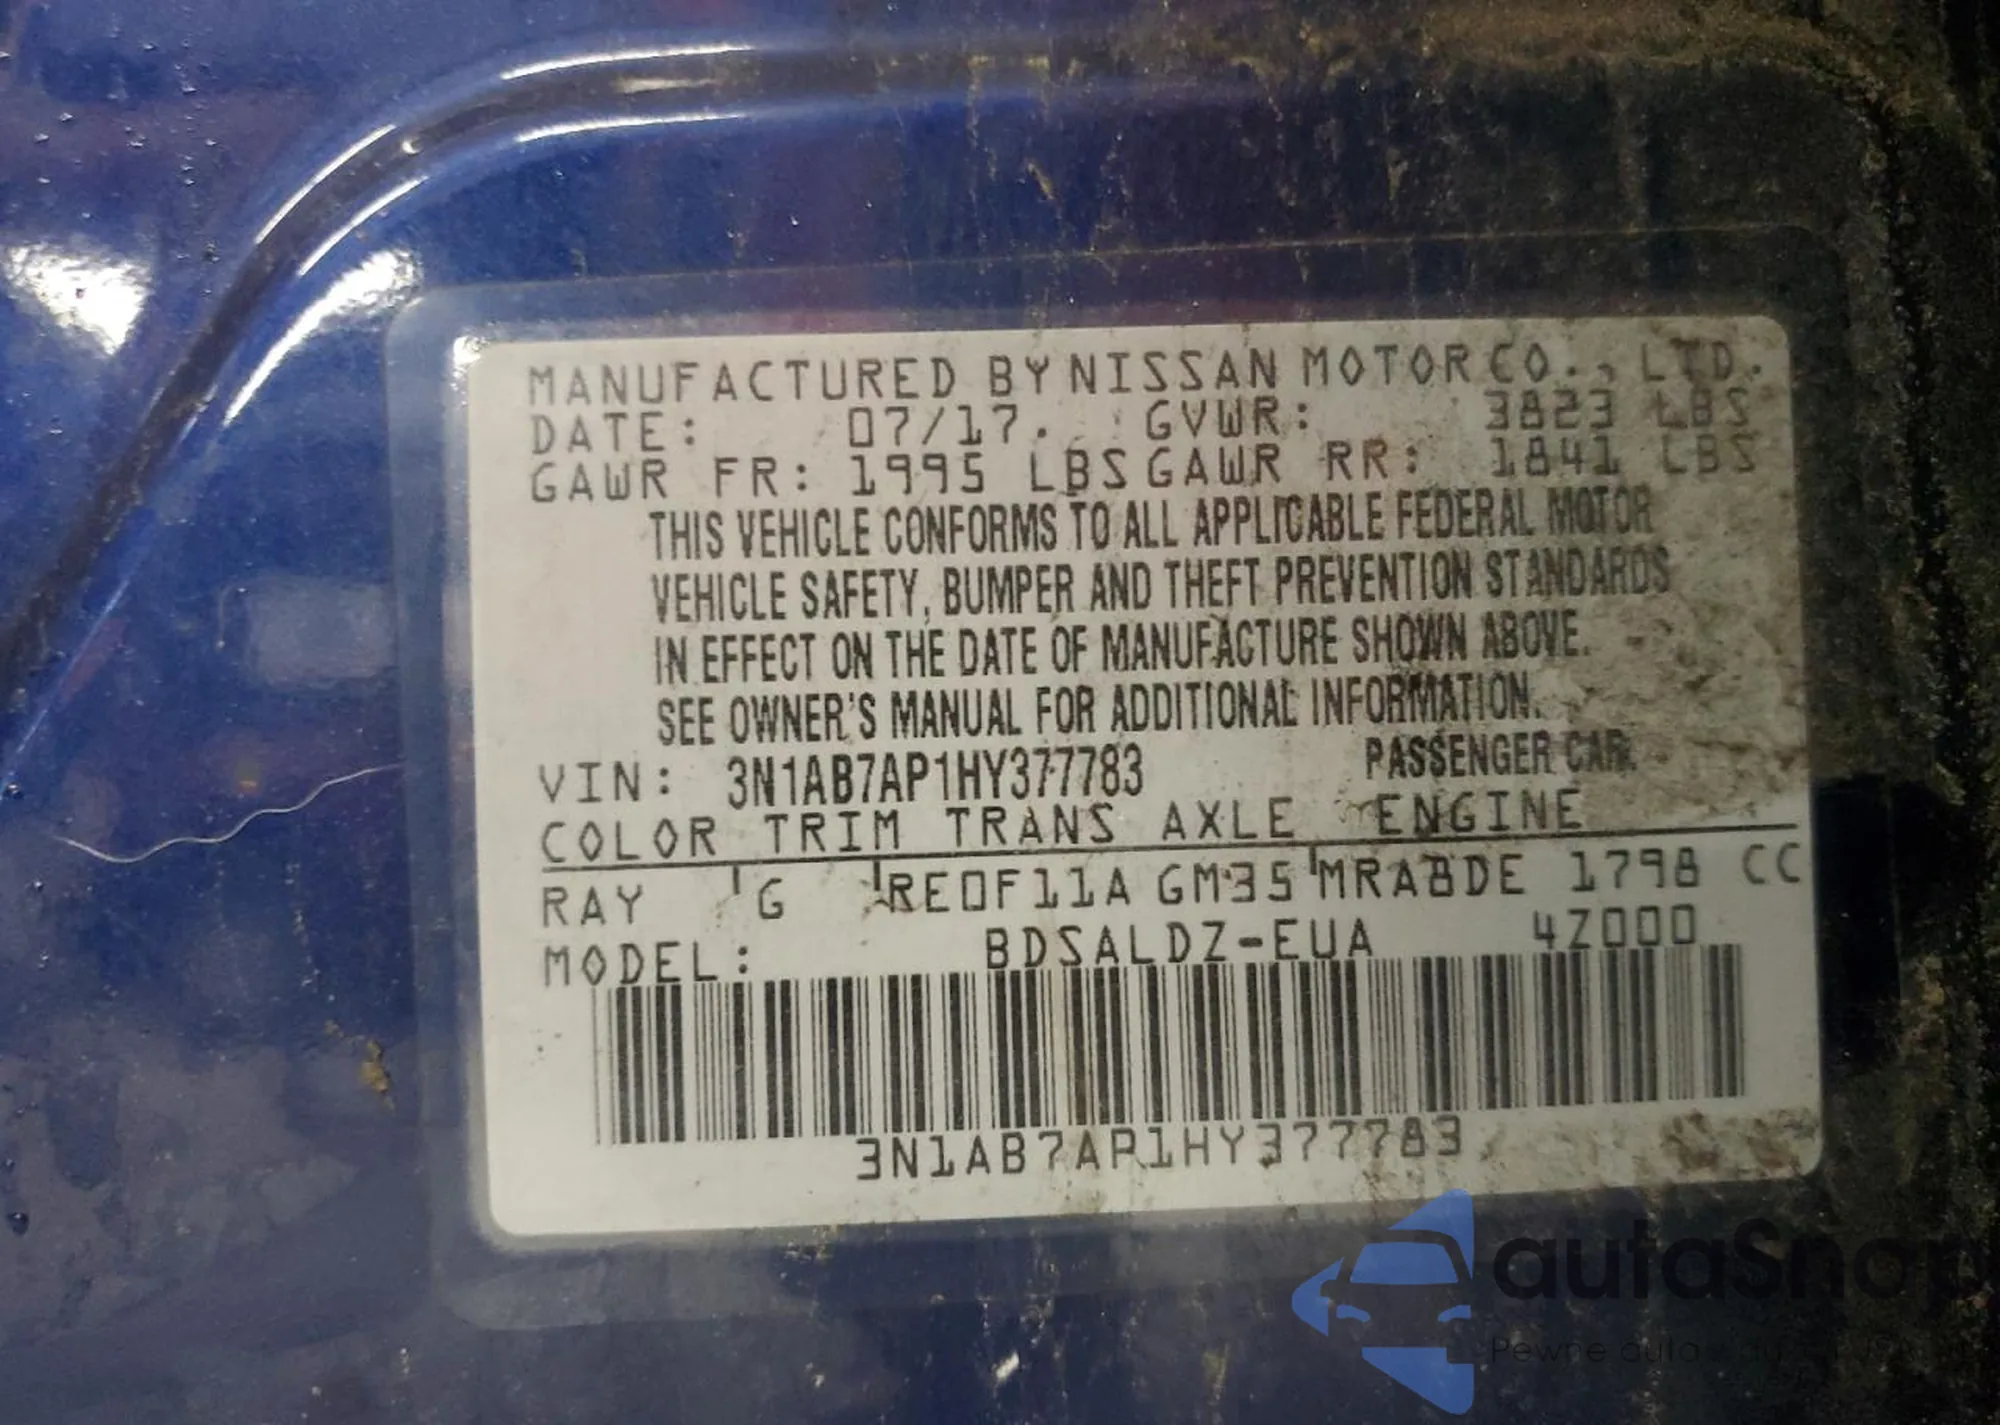 MANUFACTURED BY NISSAN MOTOR CO., LTD.
DATE: 07/17. GVWR: 3823 LBS
GAWR FR: 1995 LBS GAWR RR: 1841 LBS
THIS VEHICLE CONFORMS TO ALL APPLICABLE FEDERAL MOTOR
VEHICLE SAFETY, BUMPER AND THEFT PREVENTION STANDARDS
IN EFFECT ON THE DATE OF MANUFACTURE SHOWN ABOVE.
SEE OWNER'S MANUAL FOR ADDITIONAL INFORMATION.
VIN: 3N1AB7AP1HY377783 PASSENGER CAR
COLOR TRIM TRANS AXLE ENGINE
RAY G RE0F11A GM35 MRA8DE 1798 CC
MODEL: BDSALDZ-EUA 4Z000
3N1AB7AP1HY377783
autaSnop
Pewne auta